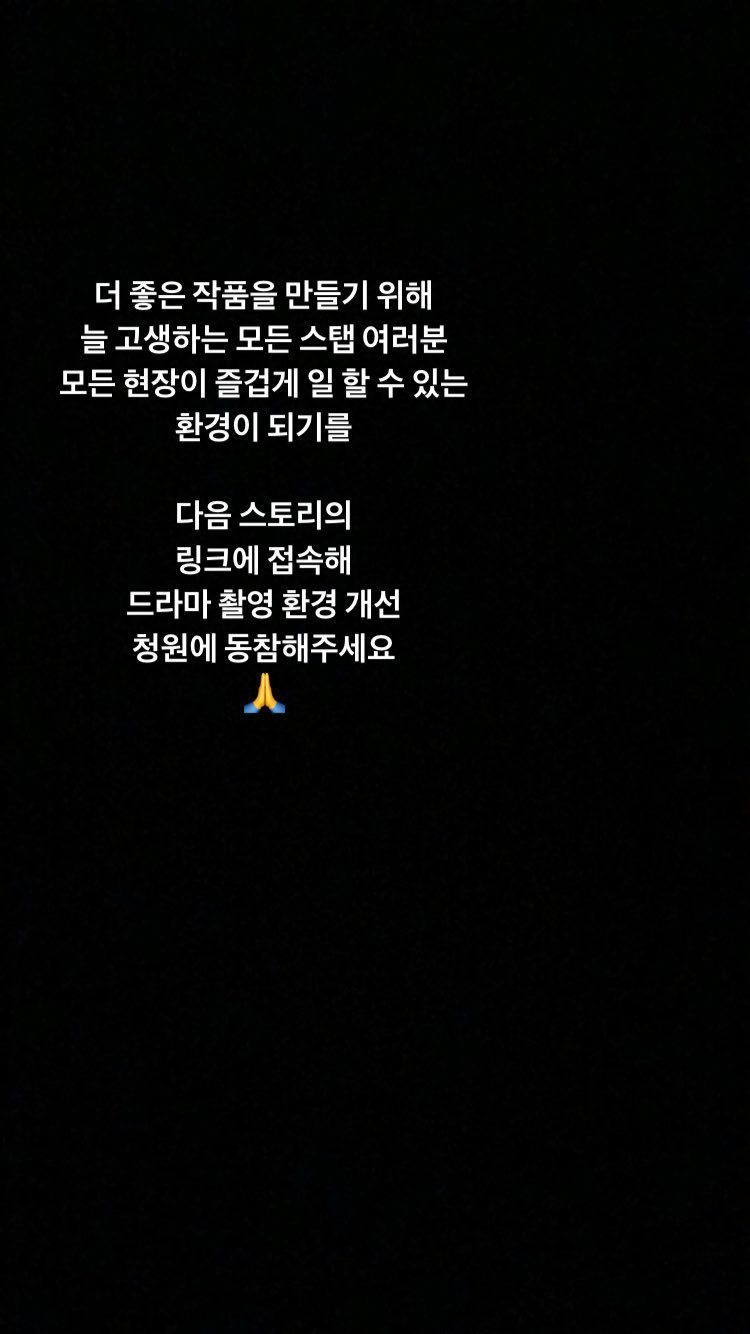 더 좋은 작품을 만들기 위해
늘 고생하는 모든 스탭 여러분
모든 현장이 즐겁게 일 할 수 있는
환경이 되기를
다음 스토리의
링크에 접속해
드라마 촬영 환경 개선
청원에 동참해주세요
🙏